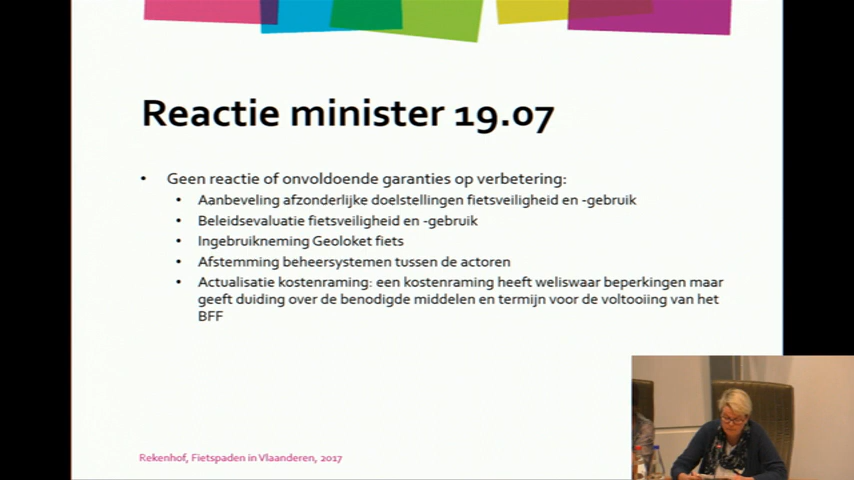 Reactie minister 19.07
• Geen reactie of onvoldoende garanties op verbetering:
• Aanbeveling afzonderlijke doelstellingen fietsveiligheid en -gebruik
• Beleidsevaluatie fietsveiligheid en -gebruik
• Ingebruikneming Geoloket fiets
• Afstemming beheersystemen tussen de actoren
• Actualisatie kostenraming: een kostenraming heeft weliswaar beperkingen maar
geeft duiding over de benodigde middelen en termijn voor de voltooiing van het
BFF
Rekenhof, Fietspaden in Vlaanderen, 2017